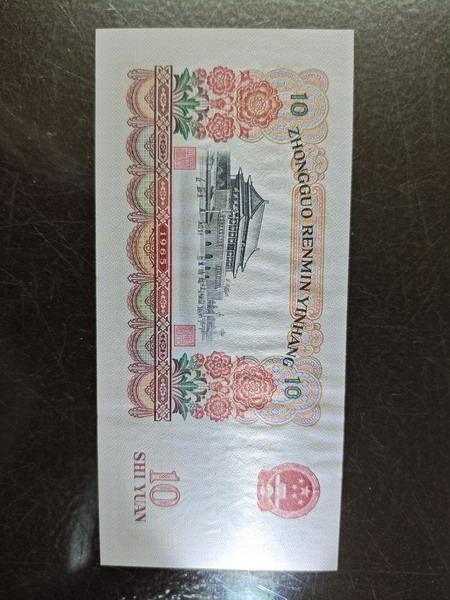 10 ZHONGGUO RENMIN YINHANG 10
1965
10
SHI YUAN